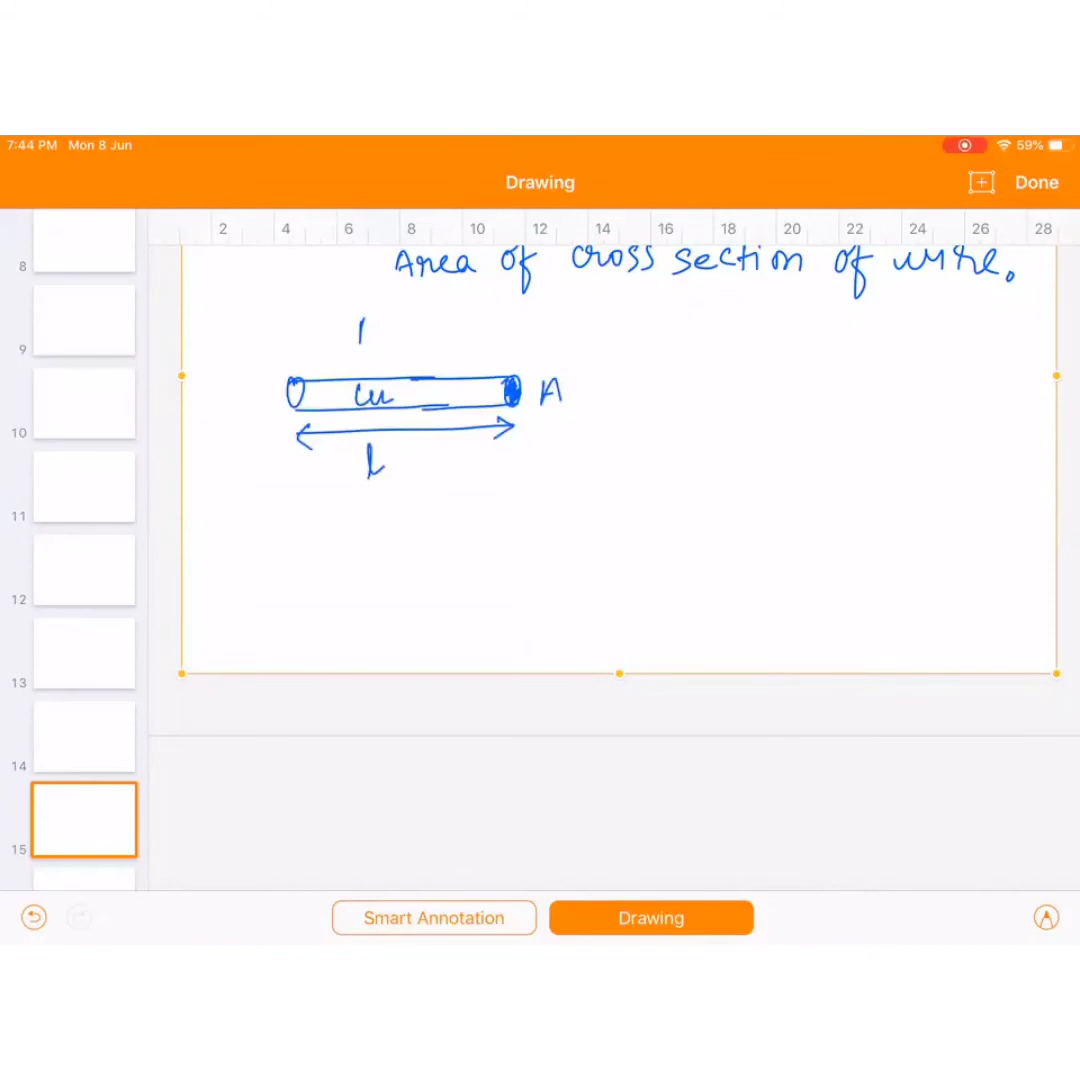 7:44 PM Mon 8 Jun 59%
Drawing Done
2 4 6 8 10 12 14 16 18 20 22 24 26 28
Area of cross section of wire.
8
9
10
11
12
13
14
15
l
Cu A
l
Smart Annotation Drawing